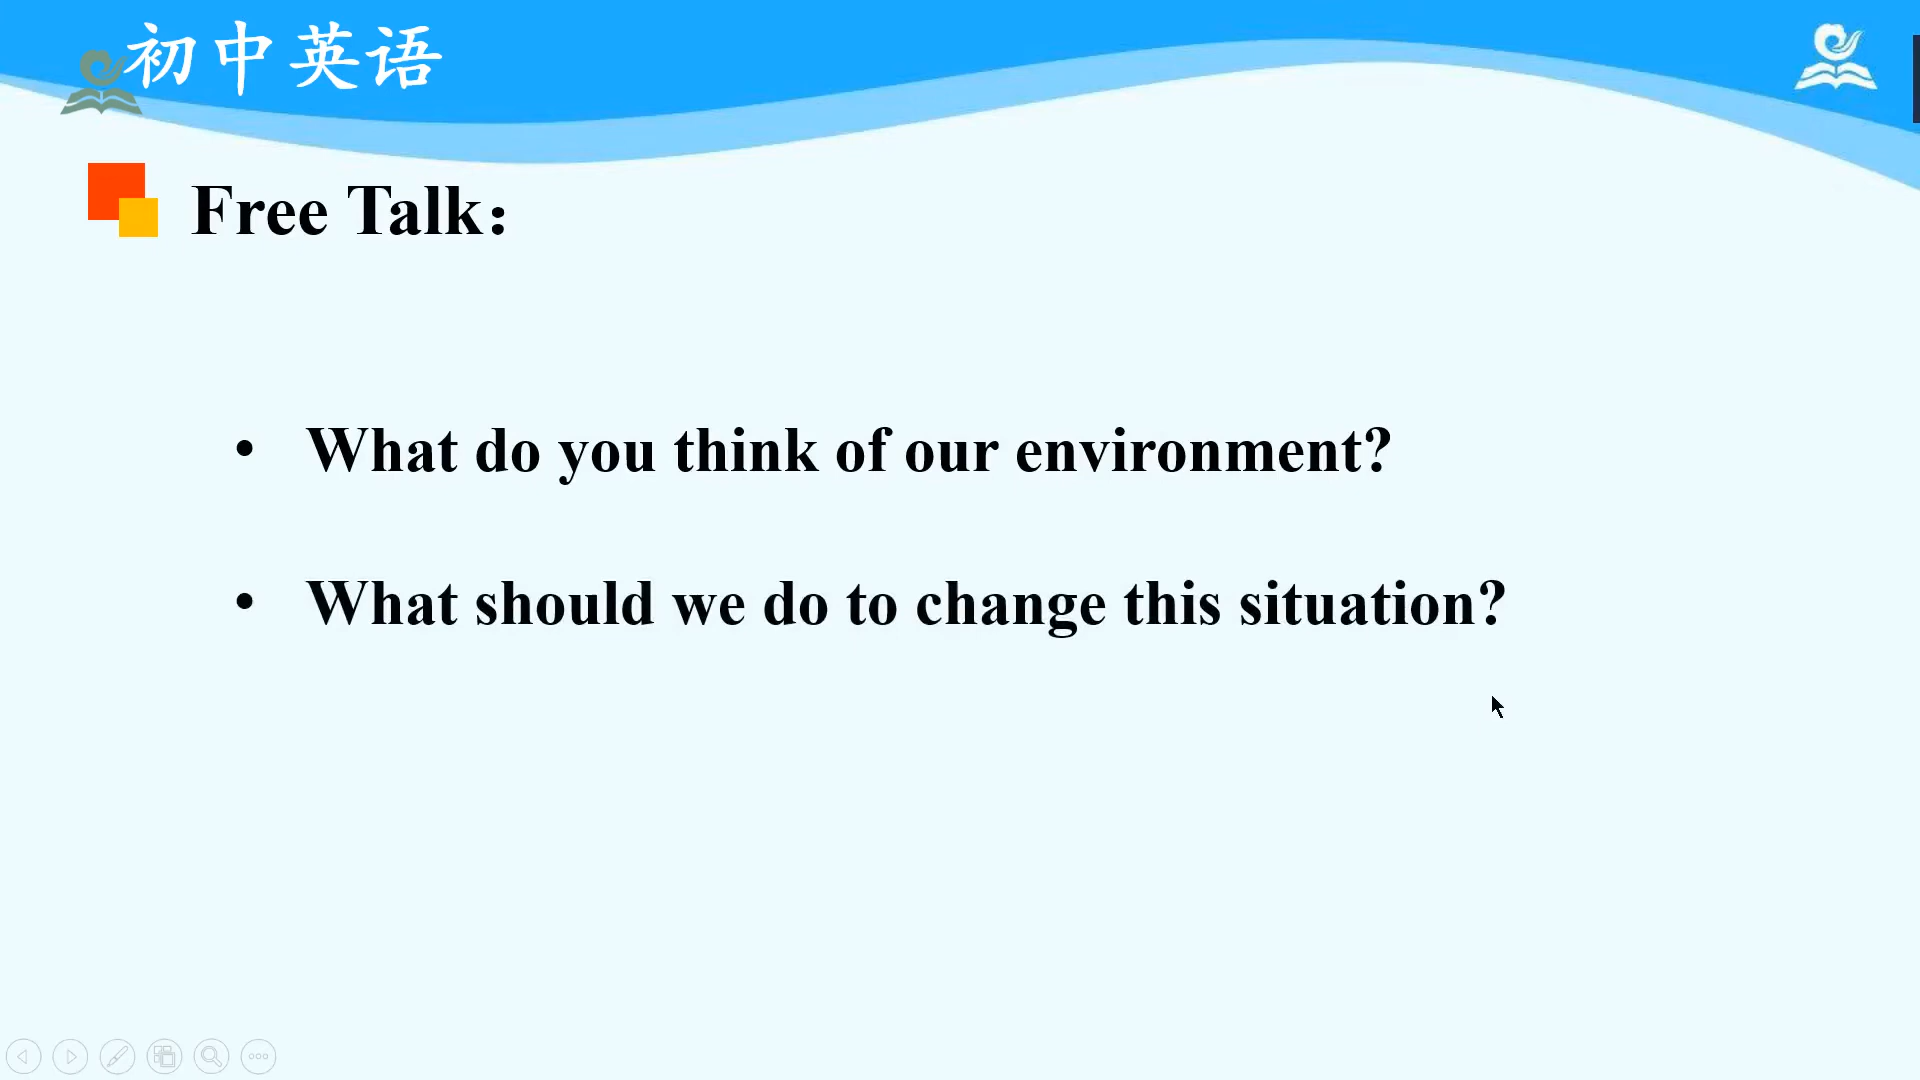 初中英语
Free Talk：
• What do you think of our environment?
• What should we do to change this situation?